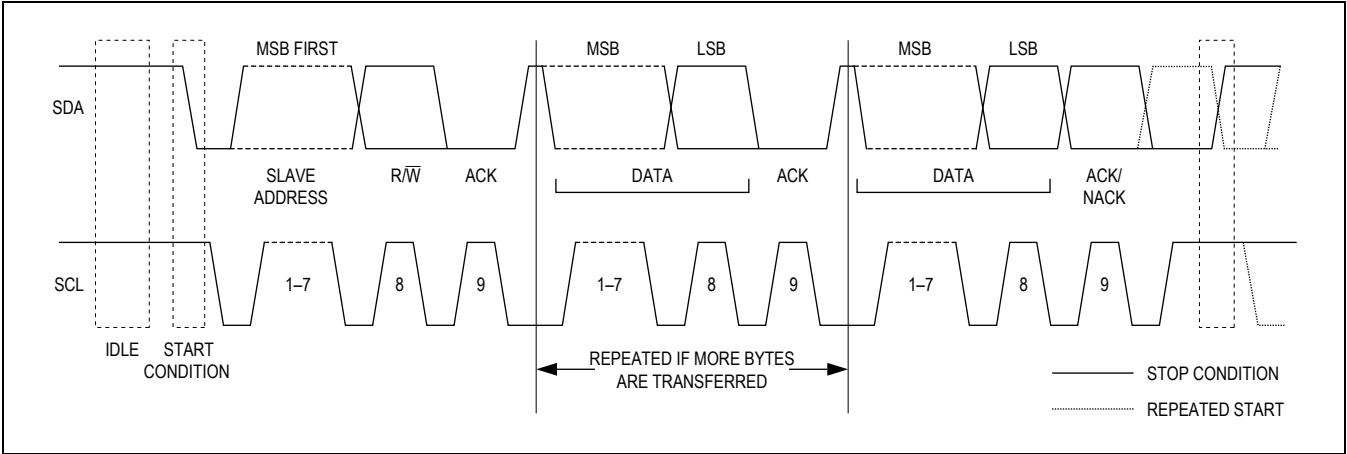 MSB FIRST
MSB
LSB
MSB
LSB
SDA
SLAVE
ADDRESS
R/W̅
ACK
DATA
ACK
DATA
ACK/
NACK
SCL
1–7
8
9
1–7
8
9
1–7
8
9
IDLE
START
CONDITION
REPEATED IF MORE BYTES
ARE TRANSFERRED
STOP CONDITION
REPEATED START